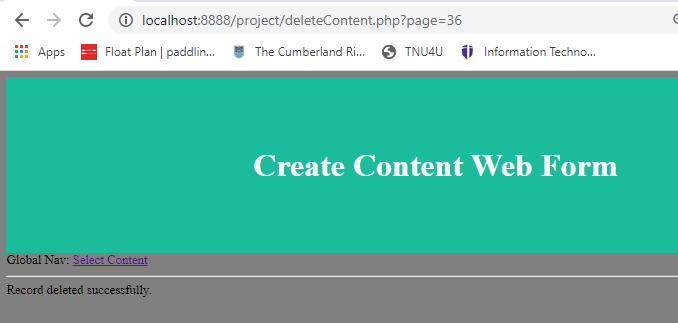 localhost:8888/project/deleteContent.php?page=36
Apps Float Plan | paddlin... The Cumberland Ri... TNU4U Information Techno...
Create Content Web Form
Global Nav: Select Content
Record deleted successfully.